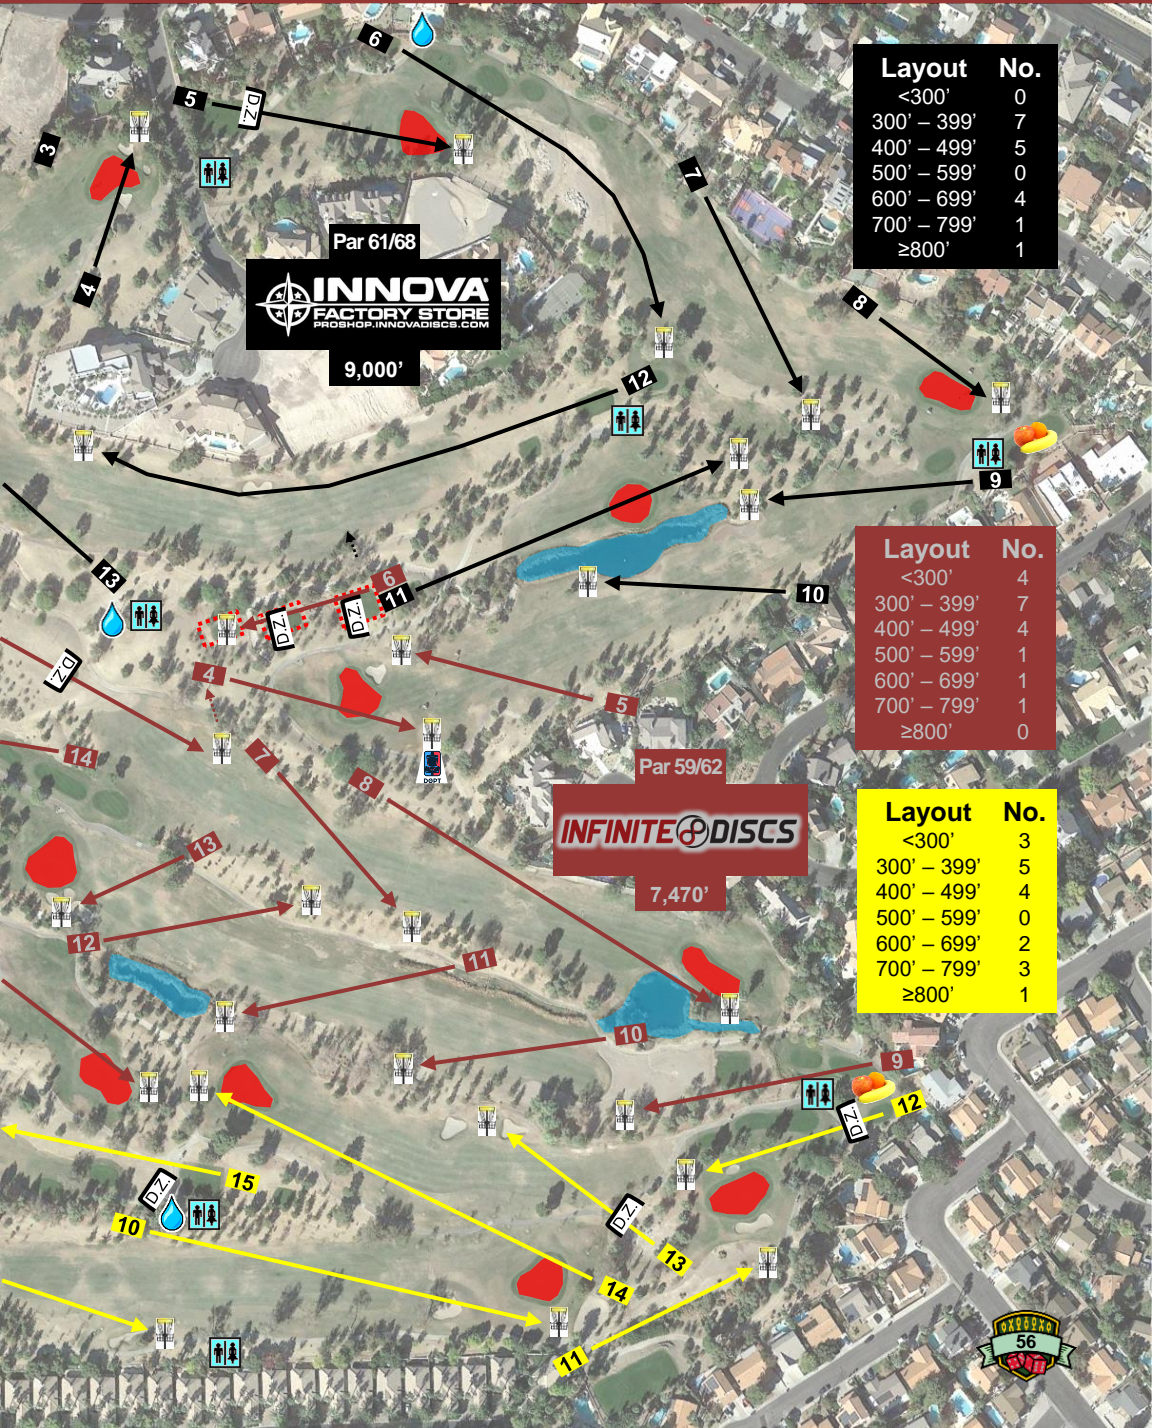 6
5
D.Z.
3
4
7
Layout No.
<300’ 0
300’ – 399’ 7
400’ – 499’ 5
500’ – 599’ 0
600’ – 699’ 4
700’ – 799’ 1
≥800’ 1
Par 61/68
INNOVA®
FACTORY STORE
PROSHOP.INNOVADISCS.COM
9,000’
8
12
9
13
6
11
10
D.Z.
D.Z.
Layout No.
<300’ 4
300’ – 399’ 7
400’ – 499’ 4
500’ – 599’ 1
600’ – 699’ 1
700’ – 799’ 1
≥800’ 0
D.Z.
4
5
14
7
8
DGPT
Par 59/62
INFINITE DISCS
7,470’
Layout No.
<300’ 3
300’ – 399’ 5
400’ – 499’ 4
500’ – 599’ 0
600’ – 699’ 2
700’ – 799’ 3
≥800’ 1
13
12
11
10
9
12
D.Z.
15
D.Z.
10
D.Z.
13
14
11
56